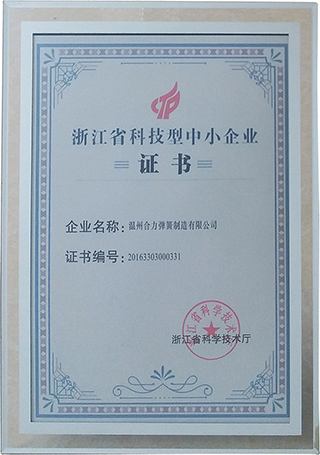 浙江省科技型中小企业
证书
企业名称：温州合力弹簧制造有限公司
证书编号：20163303000331
浙江省科学技术厅